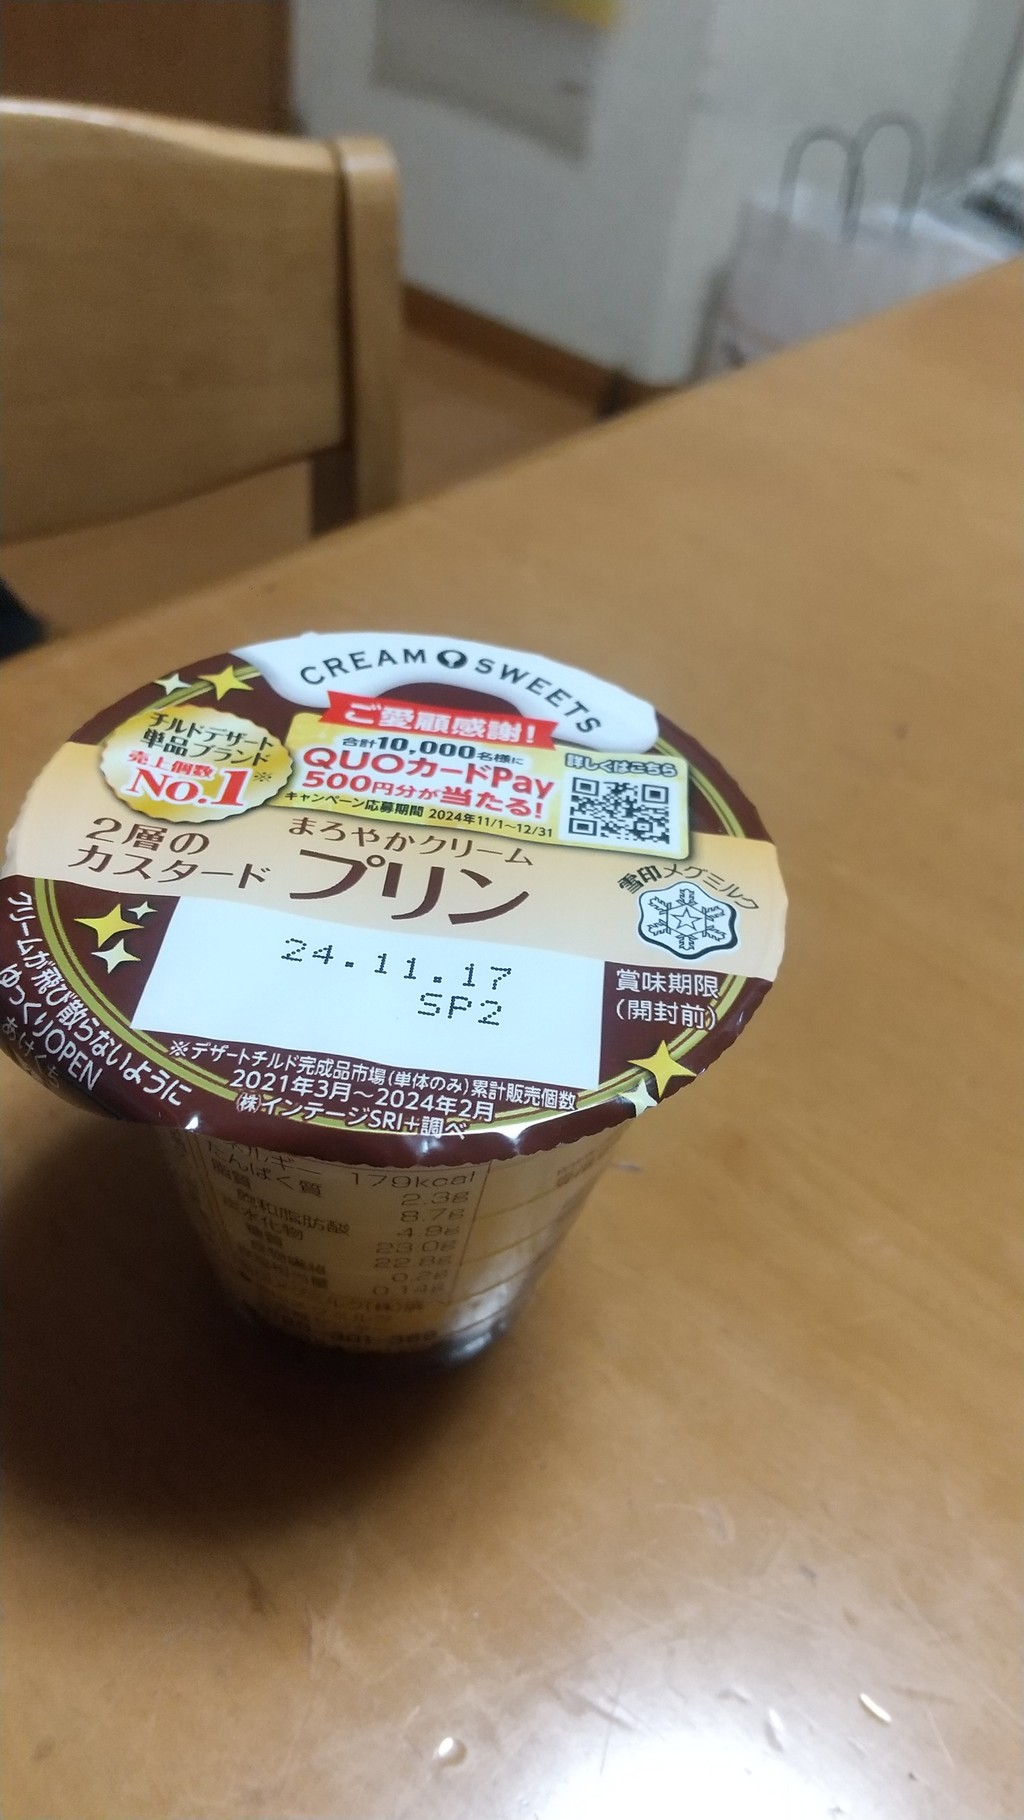 CREAM SWEETS
ご愛顧感謝!
チルドデザート
単品ブランド
売上個数
No.1※
合計10,000名様に
QUOカードPay
500円分が当たる!
キャンペーン応募期間 2024年11/1〜12/31
詳しくはこちら
2層の
カスタード
まろやかクリーム
プリン
雪印メグミルク
24.11.17
SP2
賞味期限
(開封前)
クリームが飛び散らないように
ゆっくりOPEN
※デザートチルド完成品市場(単体のみ)累計販売個数
2021年3月〜2024年2月
㈱インテージSRI+調べ
179kcal
たんぱく質 2.3g
脂質 8.7g
飽和脂肪酸 4.9g
炭水化物 23.0g
糖質 22.8g
0.2g
0.14g